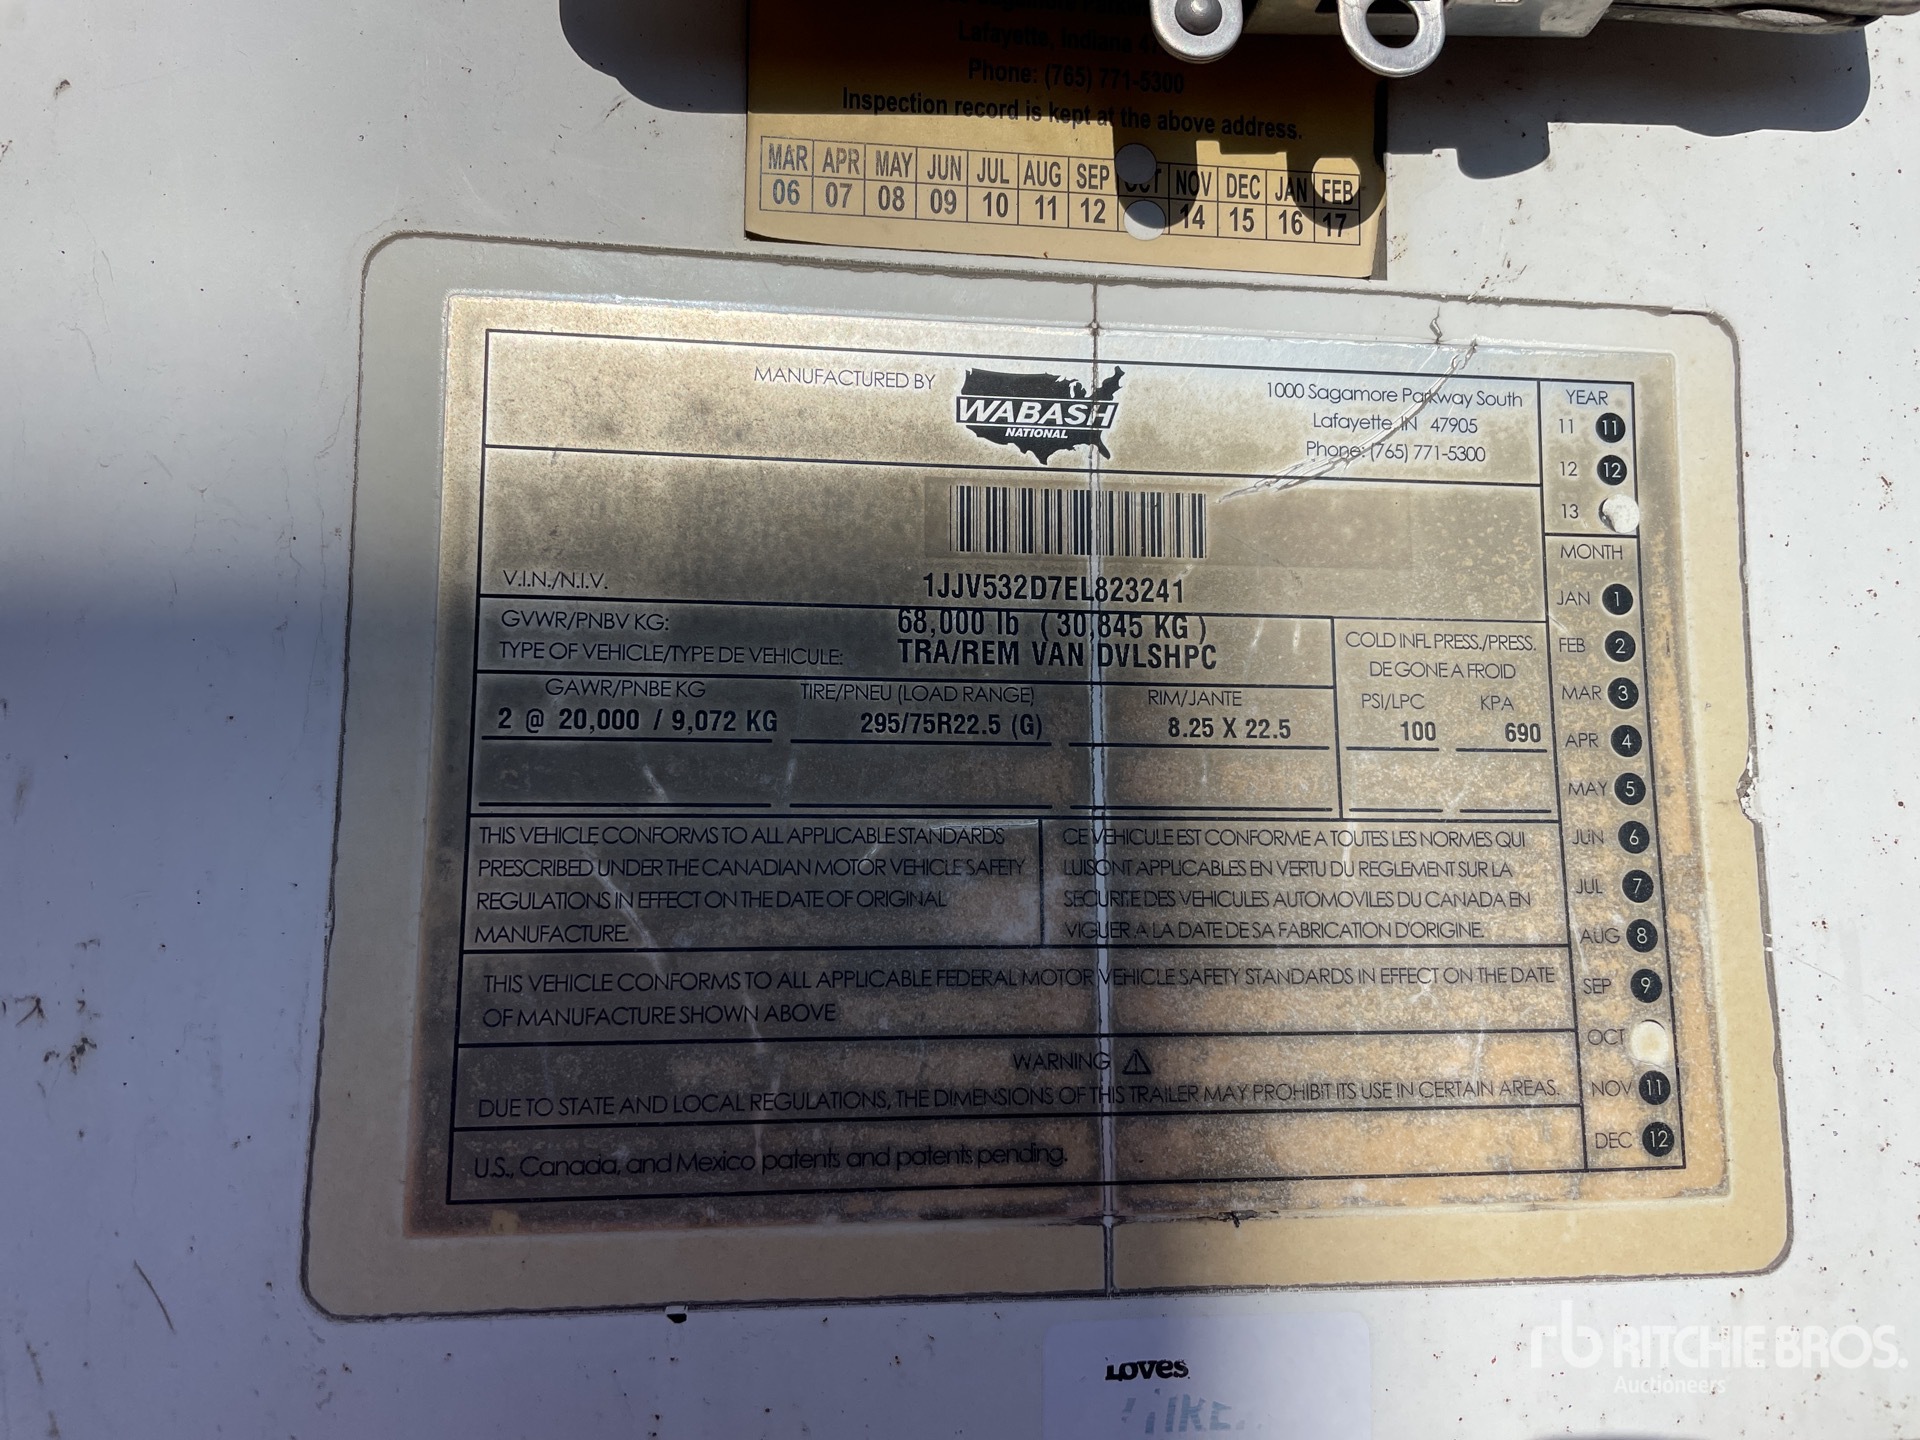 Lafayette, Indiana
Phone: (765) 771-5300
Inspection record is kept at the above address.
MAR APR MAY JUN JUL AUG SEP OCT NOV DEC JAN FEB
06 07 08 09 10 11 12 14 15 16 17
MANUFACTURED BY
WABASH
NATIONAL
1000 Sagamore Parkway South
Lafayette, IN 47905
Phone: (765) 771-5300
YEAR
11 11
12 12
13
V.I.N./N.I.V. 1JJV532D7EL823241
GVWR/PNBV KG: 68,000 lb ( 30,845 KG )
TYPE OF VEHICLE/TYPE DE VEHICULE: TRA/REM VAN DVLSHPC
GAWR/PNBE KG TIRE/PNEU (LOAD RANGE) RIM/JANTE
2 @ 20,000 / 9,072 KG 295/75R22.5 (G) 8.25 X 22.5
COLD INFL PRESS./PRESS.
DE GONE A FROID
PSI/LPC KPA
100 690
MONTH
JAN 1
FEB 2
MAR 3
APR 4
MAY 5
JUN 6
JUL 7
AUG 8
SEP 9
OCT
NOV 11
DEC 12
THIS VEHICLE CONFORMS TO ALL APPLICABLE STANDARDS
PRESCRIBED UNDER THE CANADIAN MOTOR VEHICLE SAFETY
REGULATIONS IN EFFECT ON THE DATE OF ORIGINAL
MANUFACTURE.
CE VEHICULE EST CONFORME A TOUTES LES NORMES QUI
LUI SONT APPLICABLES EN VERTU DU REGLEMENT SUR LA
SECURITE DES VEHICULES AUTOMOVILES DU CANADA EN
VIGUER A LA DATE DE SA FABRICATION D'ORIGINE.
THIS VEHICLE CONFORMS TO ALL APPLICABLE FEDERAL MOTOR VEHICLE SAFETY STANDARDS IN EFFECT ON THE DATE
OF MANUFACTURE SHOWN ABOVE
WARNING
DUE TO STATE AND LOCAL REGULATIONS, THE DIMENSIONS OF THIS TRAILER MAY PROHIBIT ITS USE IN CERTAIN AREAS.
U.S., Canada, and Mexico patents and patents pending.
LOVES
rb RITCHIE BROS.
Auctioneers